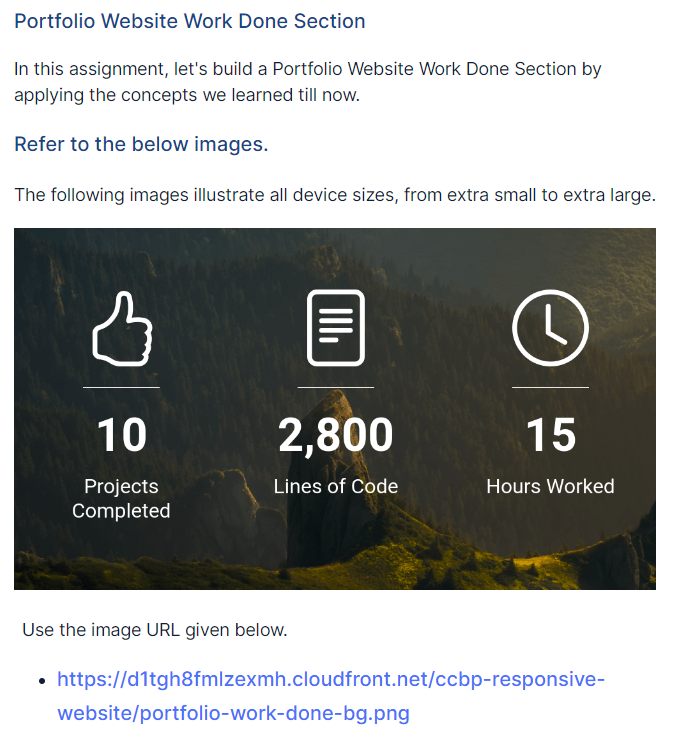 Portfolio Website Work Done Section
In this assignment, let's build a Portfolio Website Work Done Section by
applying the concepts we learned till now.
Refer to the below images.
The following images illustrate all device sizes, from extra small to extra large.
10
2,800
15
Projects
Completed
Lines of Code
Hours Worked
Use the image URL given below.
• https://d1tgh8fmlzexmh.cloudfront.net/ccbp-responsive-
website/portfolio-work-done-bg.png